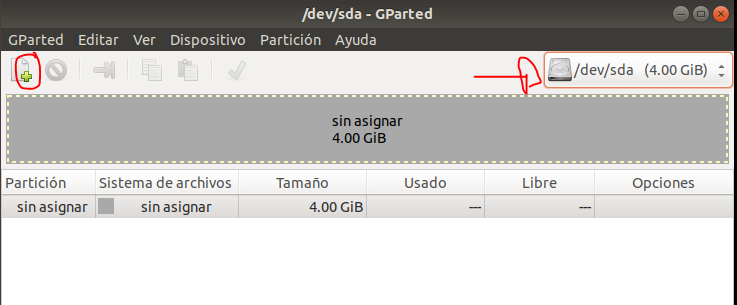 /dev/sda - GParted
GParted Editar Ver Dispositivo Partición Ayuda
/dev/sda (4.00 GiB)
sin asignar
4.00 GiB
Partición Sistema de archivos Tamaño Usado Libre Opciones
sin asignar sin asignar 4.00 GiB --- ---